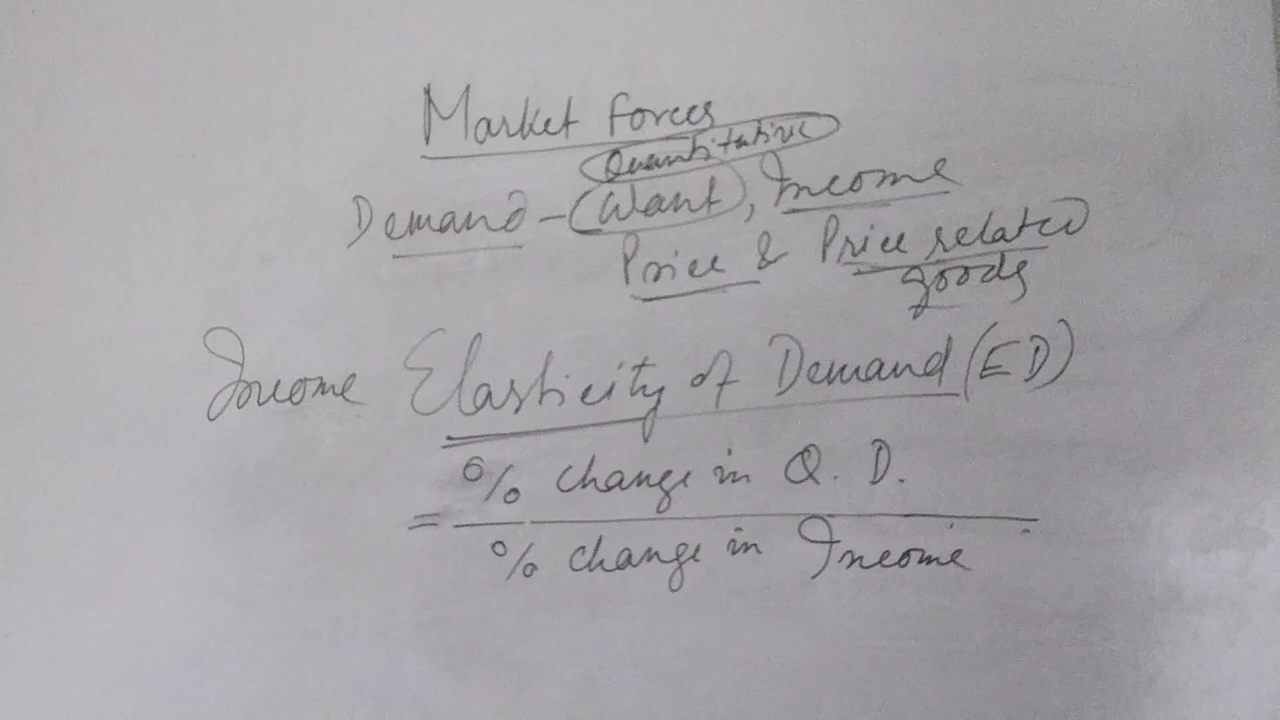 Market forces
Quantitative
Demand - (Want), Income
Price & Price related
goods
Income Elasticity of Demand (ED)
= % change in Q. D.
% change in Income